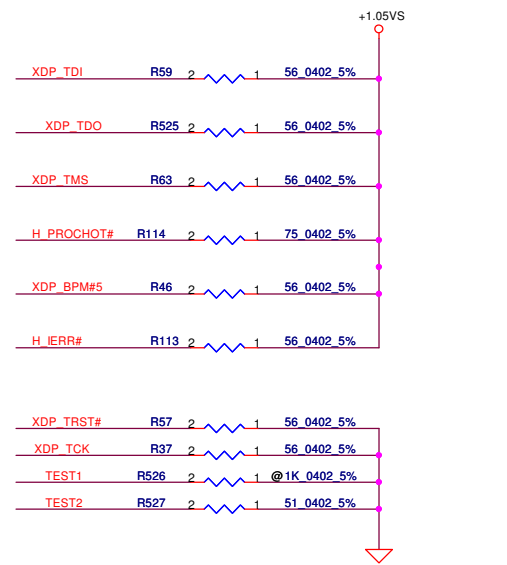 +1.05VS
XDP_TDI R59 2 1 56_0402_5%
XDP_TDO R525 2 1 56_0402_5%
XDP_TMS R63 2 1 56_0402_5%
H_PROCHOT# R114 2 1 75_0402_5%
XDP_BPM#5 R46 2 1 56_0402_5%
H_IERR# R113 2 1 56_0402_5%
XDP_TRST# R57 2 1 56_0402_5%
XDP_TCK R37 2 1 56_0402_5%
TEST1 R526 2 1 @1K_0402_5%
TEST2 R527 2 1 51_0402_5%